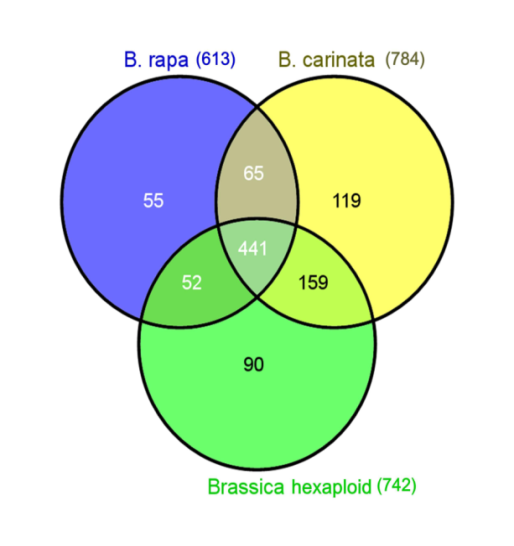 B. rapa (613) B. carinata (784)
65
55 119
441
52 159
90
Brassica hexaploid (742)